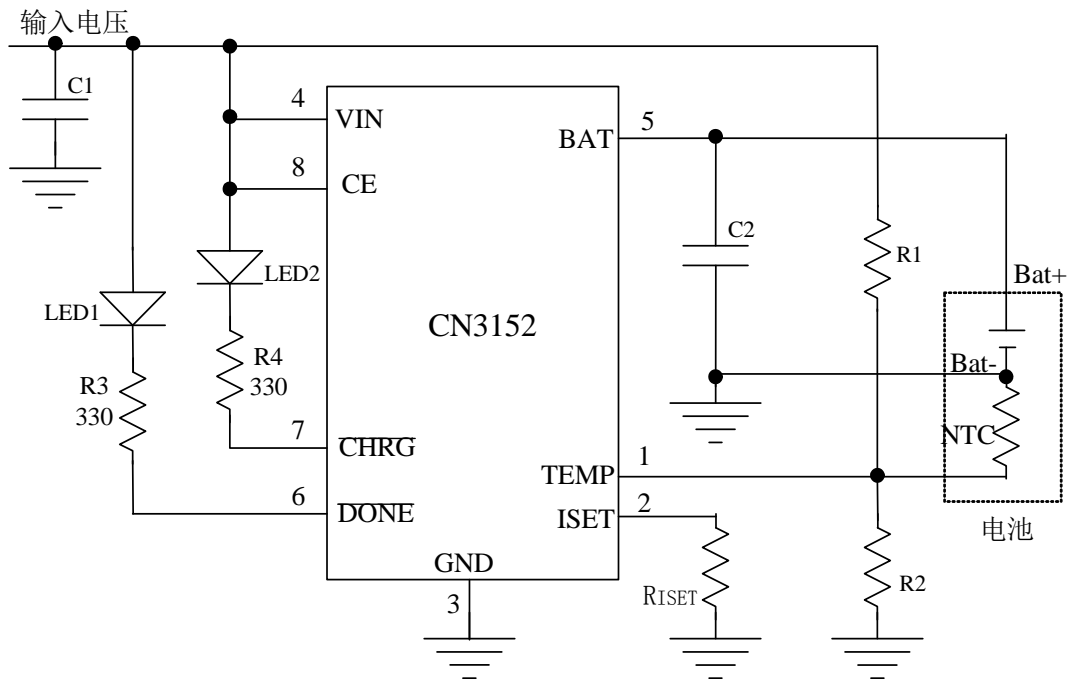 输入电压
C1
4
VIN
BAT
5
8
CE
C2
R1
LED2
LED1
Bat+
CN3152
R4
330
R3
330
Bat-
NTC
7
CHRG
TEMP
1
6
DONE
ISET
2
电池
GND
3
RISET
R2